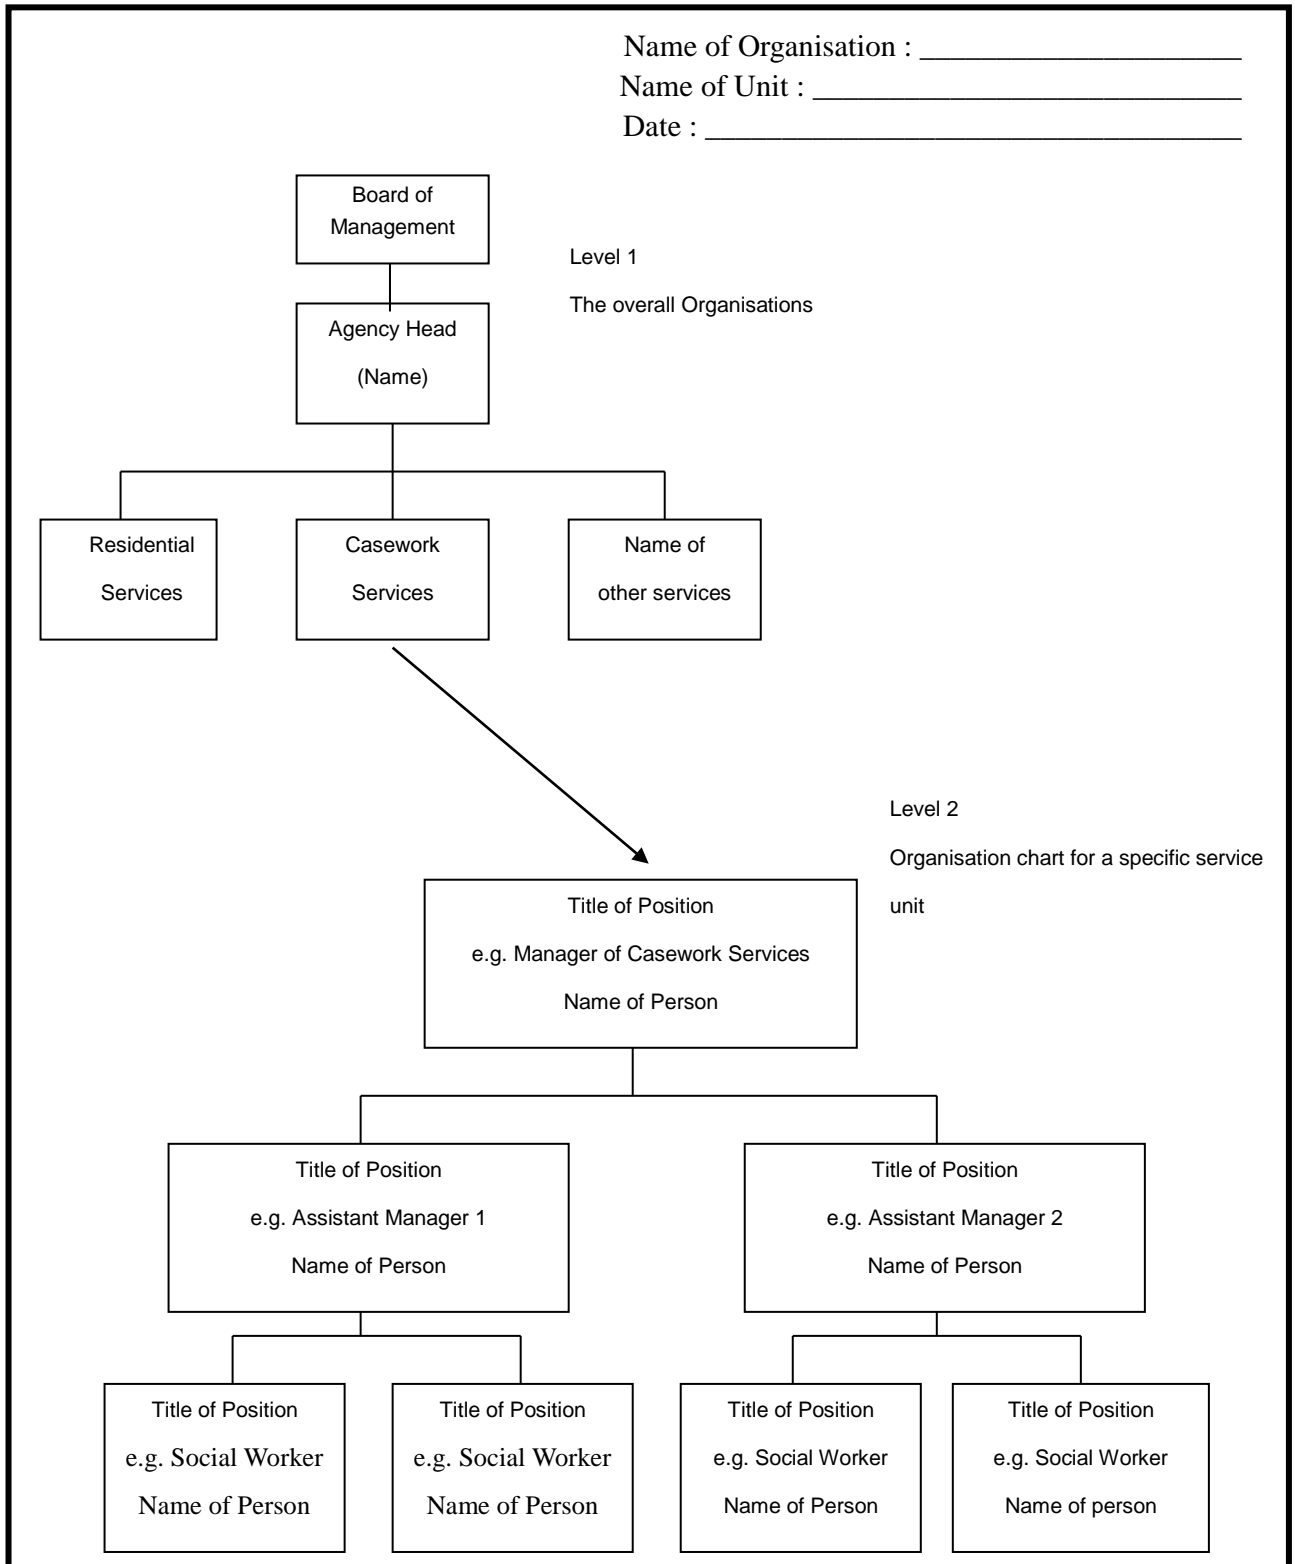 Name of Organisation : _____________________
Name of Unit : ____________________________
Date : ___________________________________
Board of
Management
Level 1
The overall Organisations
Agency Head
(Name)
Residential
Services
Casework
Services
Name of
other services
Level 2
Organisation chart for a specific service
unit
Title of Position
e.g. Manager of Casework Services
Name of Person
Title of Position
e.g. Assistant Manager 1
Name of Person
Title of Position
e.g. Assistant Manager 2
Name of Person
Title of Position
e.g. Social Worker
Name of Person
Title of Position
e.g. Social Worker
Name of Person
Title of Position
e.g. Social Worker
Name of Person
Title of Position
e.g. Social Worker
Name of person